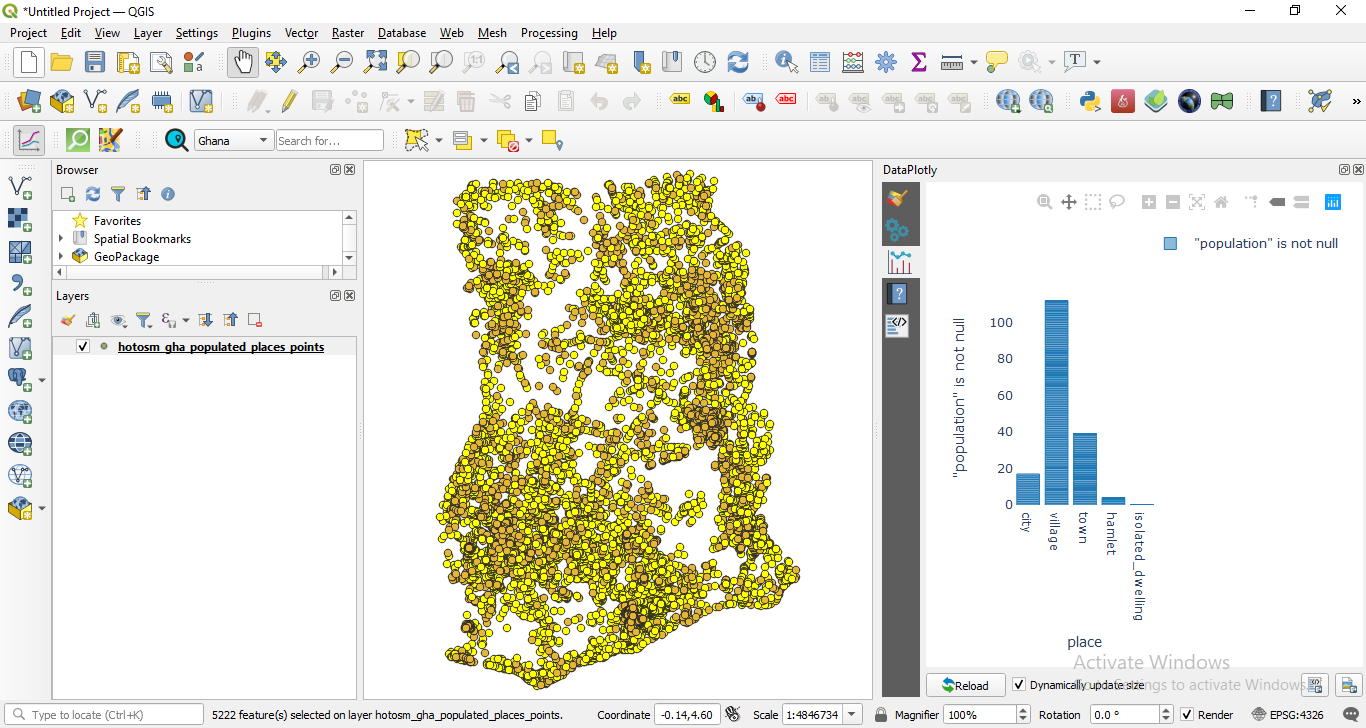 *Untitled Project — QGIS
Project Edit View Layer Settings Plugins Vector Raster Database Web Mesh Processing Help
abc abc abc
Ghana Search for...
Browser
Favorites
Spatial Bookmarks
GeoPackage
Layers
hotosm_gha_populated_places_points
DataPlotly
"population" is not null
"population" is not null
100
80
60
40
20
0
city
village
town
hamlet
isolated_dwelling
place
Activate Windows
Go to Settings to activate Windows.
Reload Dynamically update size
Type to locate (Ctrl+K) 5222 feature(s) selected on layer hotosm_gha_populated_places_points. Coordinate -0.14,4.60 Scale 1:4846734 Magnifier 100% Rotation 0.0 ° Render EPSG:4326